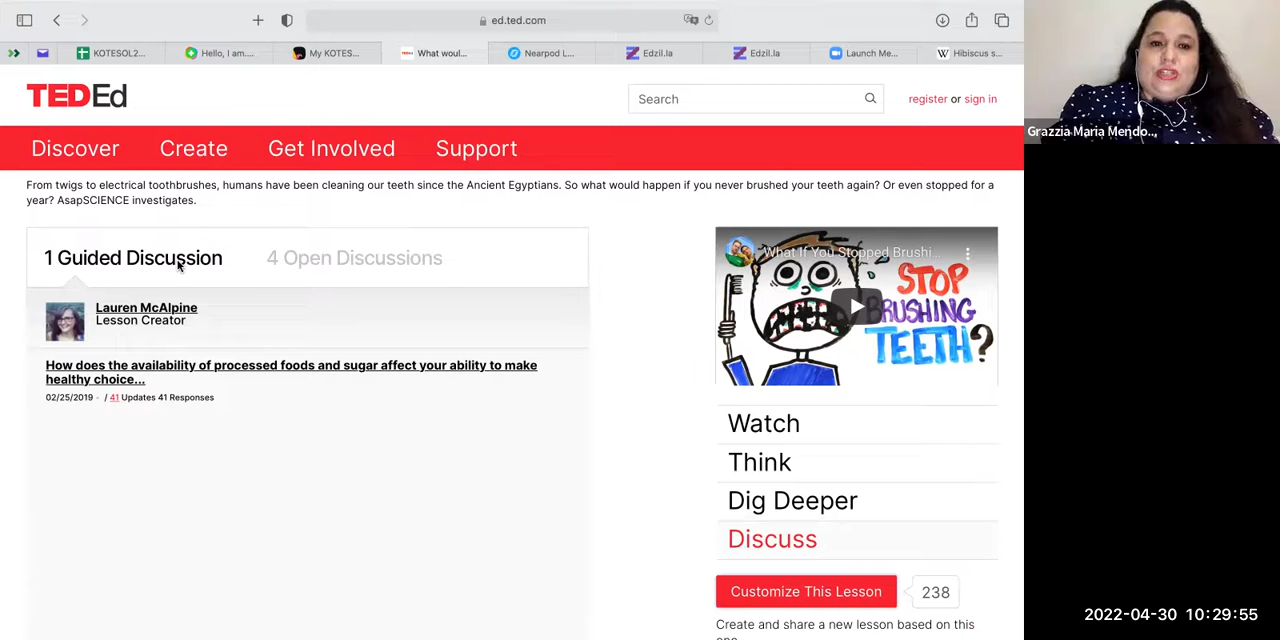 ed.ted.com
KOTESOL2...
Hello, I am....
My KOTES...
What woul...
Nearpod L...
Edzil.la
Edzil.la
Launch Me...
Hibiscus s...
TEDEd
Search
register or sign in
Discover
Create
Get Involved
Support
From twigs to electrical toothbrushes, humans have been cleaning our teeth since the Ancient Egyptians. So what would happen if you never brushed your teeth again? Or even stopped for a
year? AsapSCIENCE investigates.
1 Guided Discussion
4 Open Discussions
Lauren McAlpine
Lesson Creator
How does the availability of processed foods and sugar affect your ability to make
healthy choice...
02/25/2019 - / 41 Updates 41 Responses
What If You Stopped Brushi...
STOP
BRUSHING
TEETH?
Watch
Think
Dig Deeper
Discuss
Customize This Lesson
238
Create and share a new lesson based on this
Grazzia Maria Mendo...
2022-04-30 10:29:55